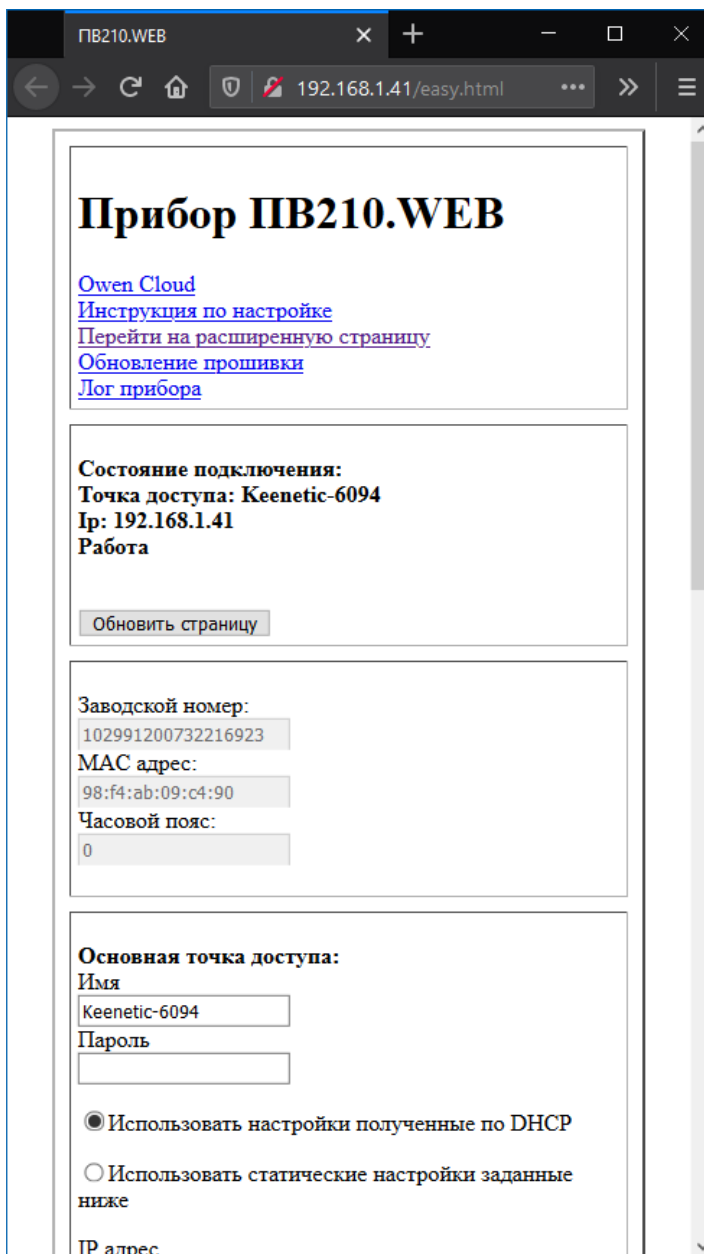 ПВ210.WEB
192.168.1.41/easy.html
Прибор ПВ210.WEB
Owen Cloud
Инструкция по настройке
Перейти на расширенную страницу
Обновление прошивки
Лог прибора
Состояние подключения:
Точка доступа: Keenetic-6094
Ip: 192.168.1.41
Работа
Обновить страницу
Заводской номер:
102991200732216923
МАС адрес:
98:f4:ab:09:c4:90
Часовой пояс:
0
Основная точка доступа:
Имя
Keenetic-6094
Пароль
Использовать настройки полученные по DHCP
Использовать статические настройки заданные
ниже
IP адрес